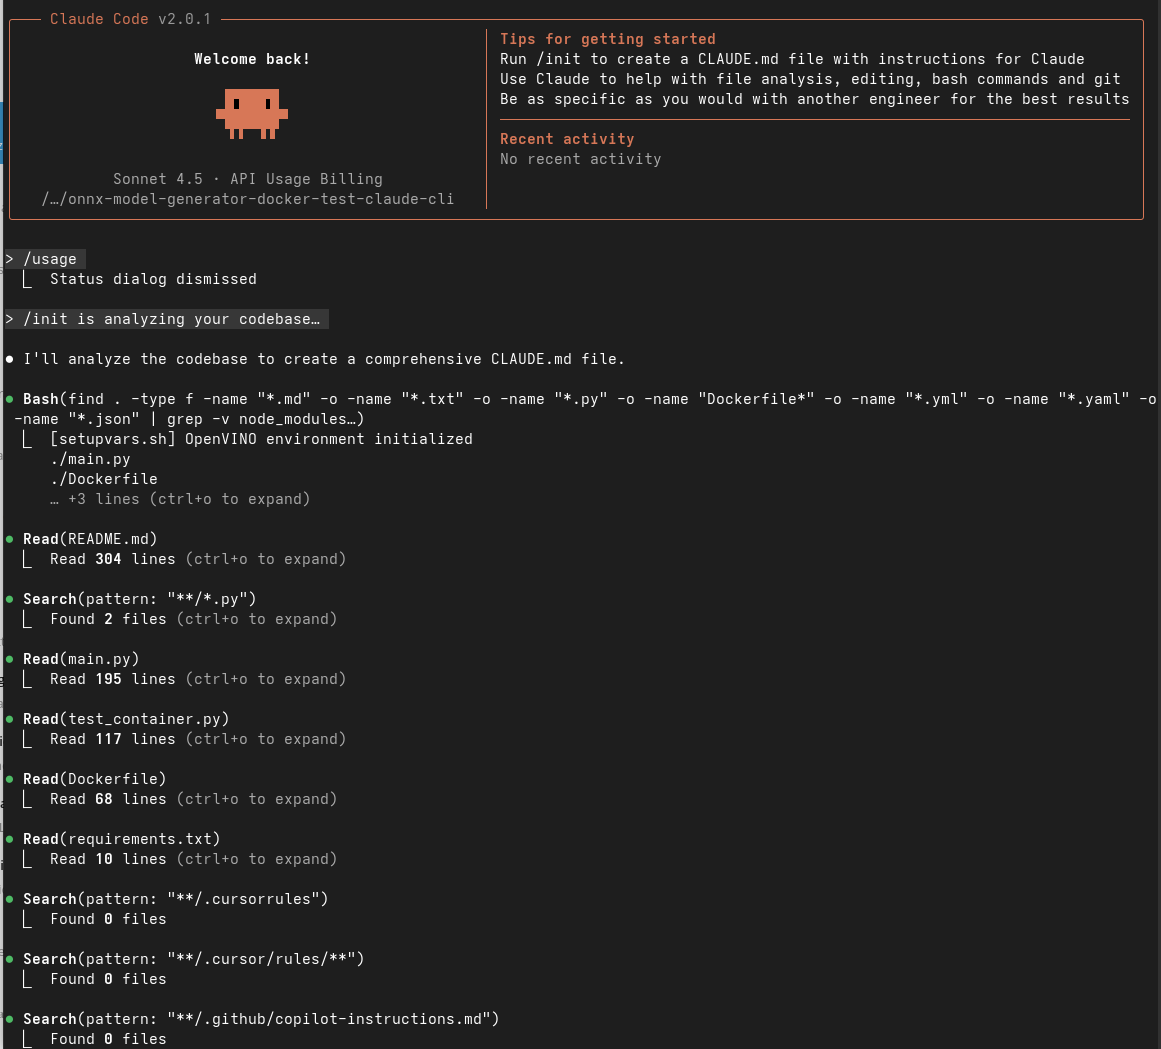 Claude Code v2.0.1
Welcome back!
Sonnet 4.5 · API Usage Billing
/…/onnx-model-generator-docker-test-claude-cli
Tips for getting started
Run /init to create a CLAUDE.md file with instructions for Claude
Use Claude to help with file analysis, editing, bash commands and git
Be as specific as you would with another engineer for the best results
Recent activity
No recent activity
> /usage
⎿ Status dialog dismissed
> /init is analyzing your codebase…
● I'll analyze the codebase to create a comprehensive CLAUDE.md file.
● Bash(find . -type f -name "*.md" -o -name "*.txt" -o -name "*.py" -o -name "Dockerfile*" -o -name "*.yml" -o -name "*.yaml" -o
-name "*.json" | grep -v node_modules…)
⎿ [setupvars.sh] OpenVINO environment initialized
./main.py
./Dockerfile
… +3 lines (ctrl+o to expand)
● Read(README.md)
⎿ Read 304 lines (ctrl+o to expand)
● Search(pattern: "**/*.py")
⎿ Found 2 files (ctrl+o to expand)
● Read(main.py)
⎿ Read 195 lines (ctrl+o to expand)
● Read(test_container.py)
⎿ Read 117 lines (ctrl+o to expand)
● Read(Dockerfile)
⎿ Read 68 lines (ctrl+o to expand)
● Read(requirements.txt)
⎿ Read 10 lines (ctrl+o to expand)
● Search(pattern: "**/.cursorrules")
⎿ Found 0 files
● Search(pattern: "**/.cursor/rules/**")
⎿ Found 0 files
● Search(pattern: "**/.github/copilot-instructions.md")
⎿ Found 0 files